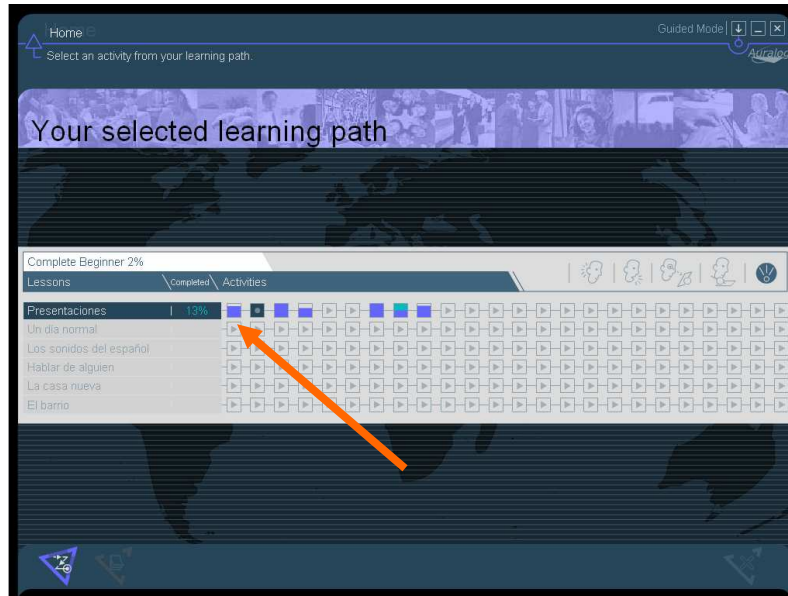 Home
Guided Mode
Select an activity from your learning path.
Auralog
Your selected learning path
Complete Beginner 2%
Lessons
Completed
Activities
Presentaciones
13%
Un día normal
Los sonidos del español
Hablar de alguien
La casa nueva
El barrio